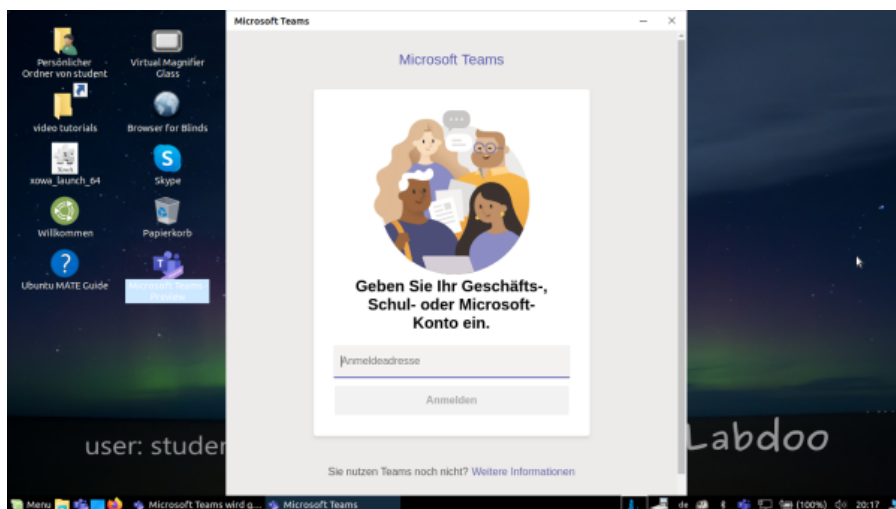 Microsoft Teams
Microsoft Teams
Persönlicher
Ordner von student
Virtual Magnifier
Glass
video tutorials
Browser for Blinds
xowa_launch_64
Skype
Willkommen
Papierkorb
Ubuntu MATE Guide
Microsoft Teams -
Preview
Geben Sie Ihr Geschäfts-,
Schul- oder Microsoft-
Konto ein.
Anmeldeadresse
Anmelden
Sie nutzen Teams noch nicht? Weitere Informationen
user: studen
Labdoo
Menu
Microsoft Teams wird g...
Microsoft Teams
de
(100%)
20:17